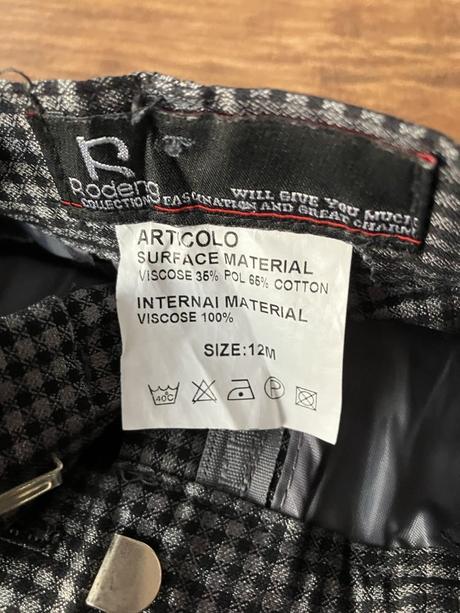 R
Rodeng
COLLECTION
WILL GIVE YOU MUCH
FASCINATION AND GREAT CHARM
ARTICOLO
SURFACE MATERIAL
VISCOSE 35% POL 65% COTTON
INTERNAI MATERIAL
VISCOSE 100%
SIZE:12M
40°C
P